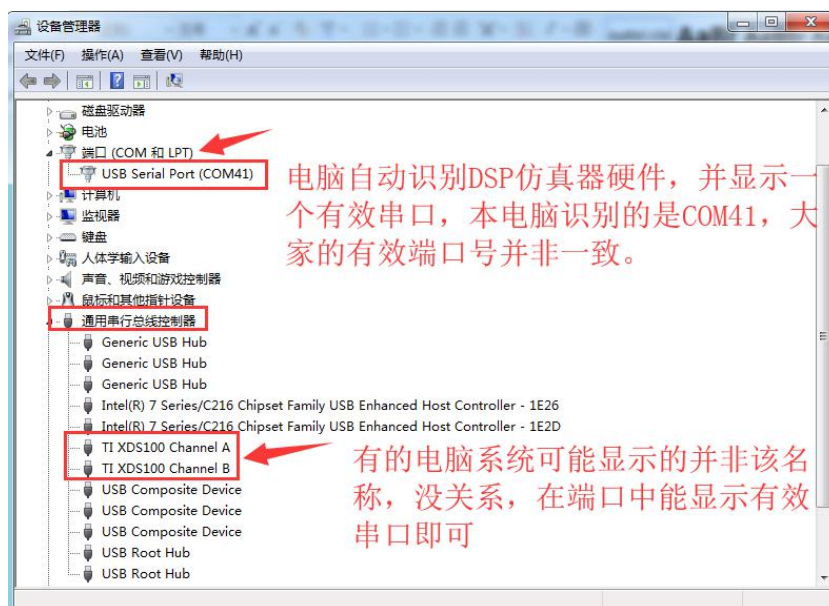 设备管理器
文件(F) 操作(A) 查看(V) 帮助(H)
磁盘驱动器
电池
端口 (COM 和 LPT)
USB Serial Port (COM41)
计算机
监视器
键盘
人体学输入设备
声音、视频和游戏控制器
鼠标和其他指针设备
通用串行总线控制器
Generic USB Hub
Generic USB Hub
Generic USB Hub
Intel(R) 7 Series/C216 Chipset Family USB Enhanced Host Controller - 1E26
Intel(R) 7 Series/C216 Chipset Family USB Enhanced Host Controller - 1E2D
TI XDS100 Channel A
TI XDS100 Channel B
USB Composite Device
USB Composite Device
USB Composite Device
USB Root Hub
USB Root Hub
电脑自动识别DSP仿真器硬件，并显示一
个有效串口，本电脑识别的是COM41，大
家的有效端口号并非一致。
有的电脑系统可能显示的并非该名
称，没关系，在端口中能显示有效
串口即可